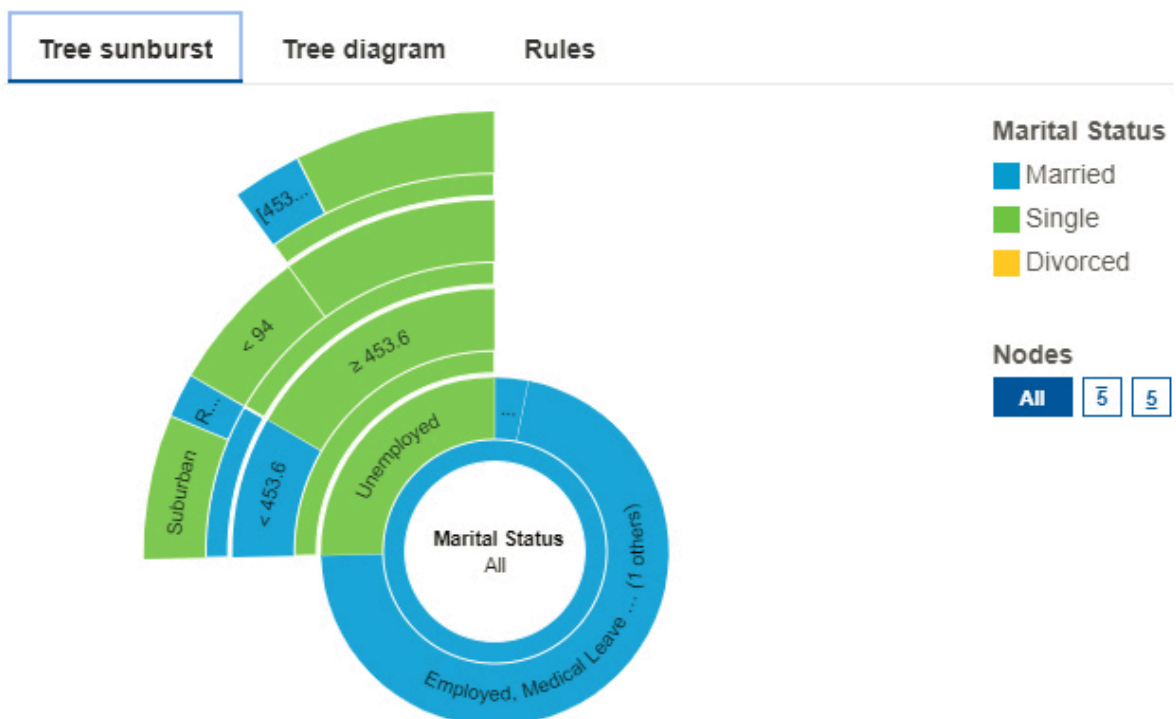 Tree sunburst Tree diagram Rules
Marital Status
Married
Single
Divorced
Nodes
All 5 5
[453...
< 94
≥ 453.6
R...
Unemployed
...
Suburban
< 453.6
Marital Status
All
Employed, Medical Leave ... (1 others)